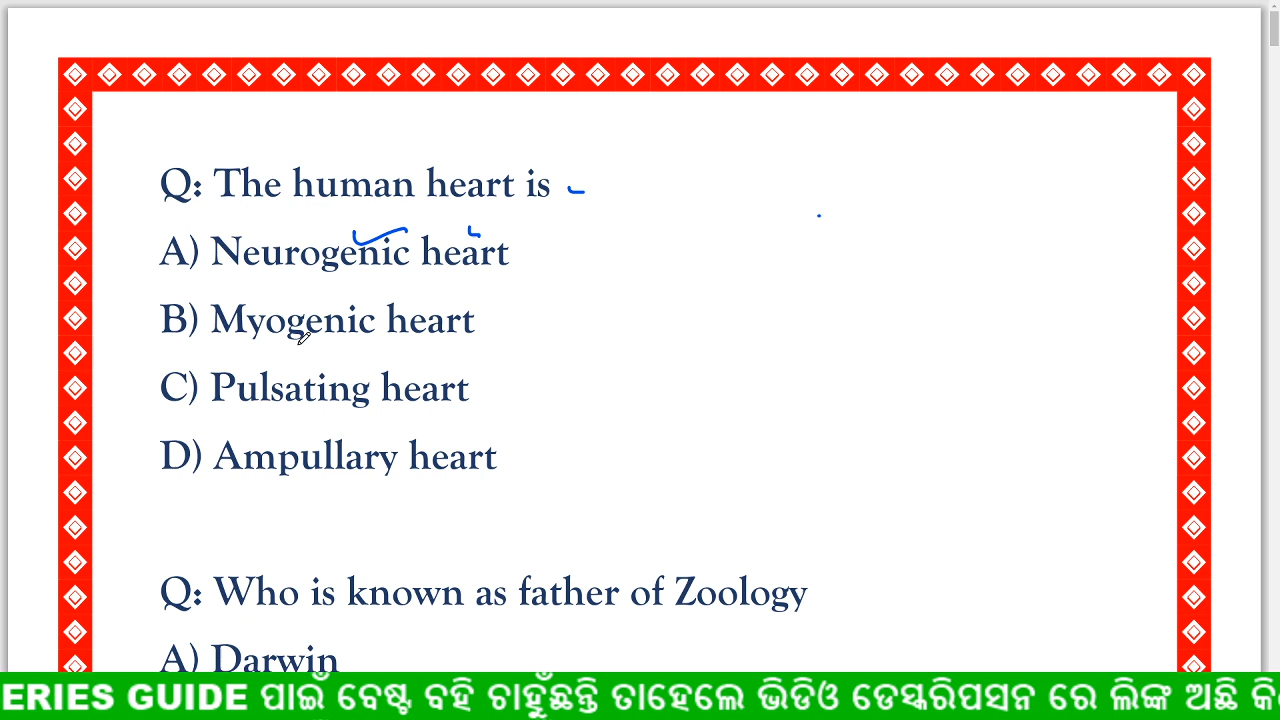 Q: The human heart is
A) Neurogenic heart
B) Myogenic heart
C) Pulsating heart
D) Ampullary heart
Q: Who is known as father of Zoology
A) Darwin
ERIES GUIDE ପାଇଁ ବେଷ୍ଟ ବହି ଚାହୁଁଛନ୍ତି ତାହେଲେ ଭିଡିଓ ଡେସ୍କରିପସନ ରେ ଲିଙ୍କ ଅଛି କି